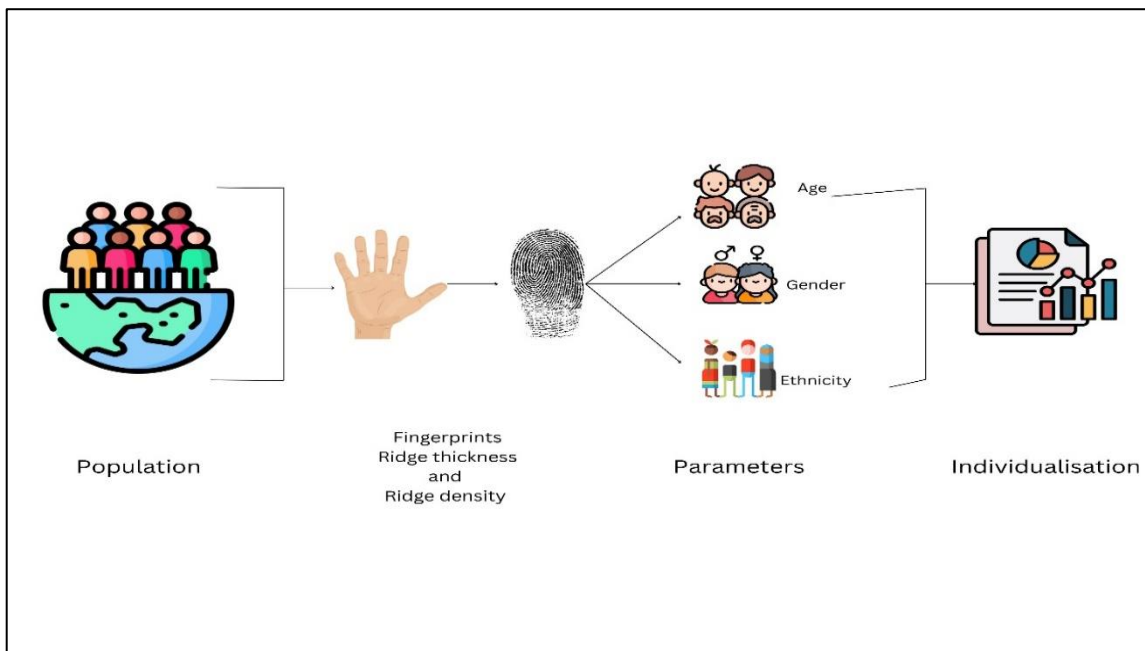 Age
Gender
Ethnicity
Population
Fingerprints
Ridge thickness
and
Ridge density
Parameters
Individualisation